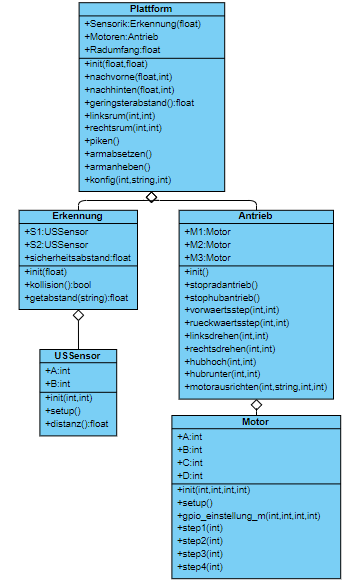 Plattform
+Sensorik:Erkennung(float)
+Motoren:Antrieb
+Radumfang:float
+init(float,float)
+nachvorne(float,int)
+nachhinten(float,int)
+geringsterabstand():float
+linksrum(int,int)
+rechtsrum(int,int)
+piken()
+armabsetzen()
+armanheben()
+konfig(int,string,int)
Erkennung
+S1:USSensor
+S2:USSensor
+sicherheitsabstand:float
+init(float)
+kollision():bool
+getabstand(string):float
Antrieb
+M1:Motor
+M2:Motor
+M3:Motor
+init()
+stopradantrieb()
+stophubantrieb()
+vorwaertsstep(int,int)
+rueckwaertsstep(int,int)
+linksdrehen(int,int)
+rechtsdrehen(int,int)
+hubhoch(int,int)
+hubrunter(int,int)
+motorausrichten(int,string,int,int)
USSensor
+A:int
+B:int
+init(int,int)
+setup()
+distanz():float
Motor
+A:int
+B:int
+C:int
+D:int
+init(int,int,int,int)
+setup()
+gpio_einstellung_m(int,int,int,int)
+step1(int)
+step2(int)
+step3(int)
+step4(int)